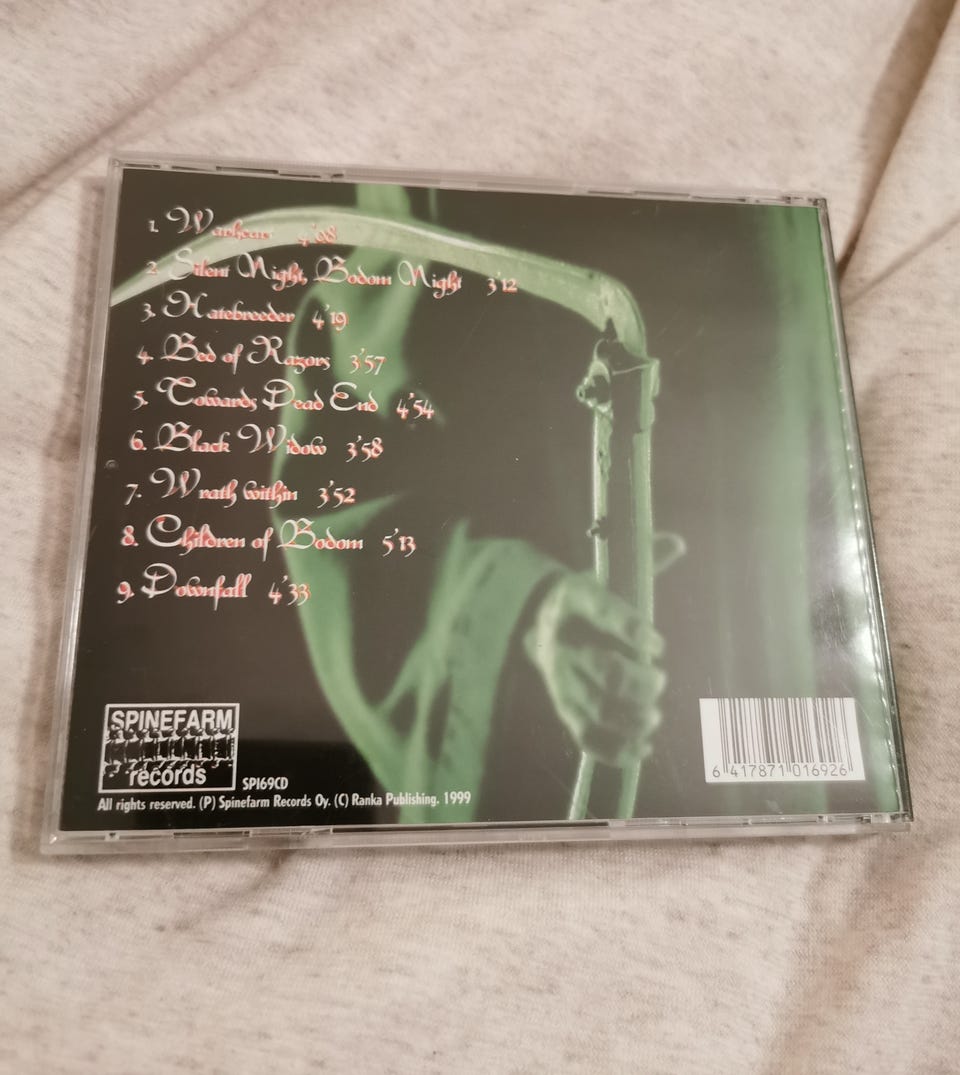 1. Warheart 4'08
2. Silent Night, Bodom Night 3'12
3. Hatebreeder 4'19
4. Bed of Razors 3'57
5. Towards Dead End 4'54
6. Black Widow 3'58
7. Wrath within 3'52
8. Children of Bodom 5'13
9. Downfall 4'33
SPINEFARM
records
SPI69CD
All rights reserved. (P) Spinefarm Records Oy. (C) Ranka Publishing. 1999
6 417871 016926